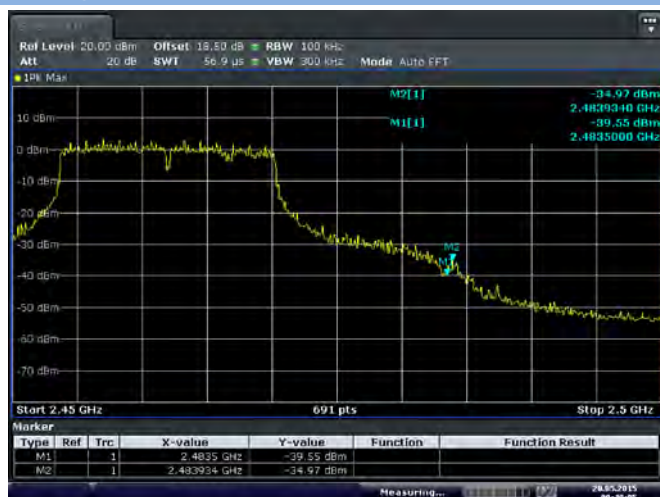 Ref Level 20.00 dBm Offset 18.50 dB RBW 100 kHz
Att 20 dB SWT 56.9 µs VBW 300 kHz Mode Auto FFT
1Pk Max
M2[1] -34.97 dBm
2.4839340 GHz
10 dBm M1[1] -39.55 dBm
2.4835000 GHz
0 dBm
-10 dBm
-20 dBm
-30 dBm
M2
M1
-40 dBm
-50 dBm
-60 dBm
-70 dBm
Start 2.45 GHz 691 pts Stop 2.5 GHz
Marker
Type Ref Trc X-value Y-value Function Function Result
M1 1 2.4835 GHz -39.55 dBm
M2 1 2.483934 GHz -34.97 dBm
Measuring... 20.05.2015